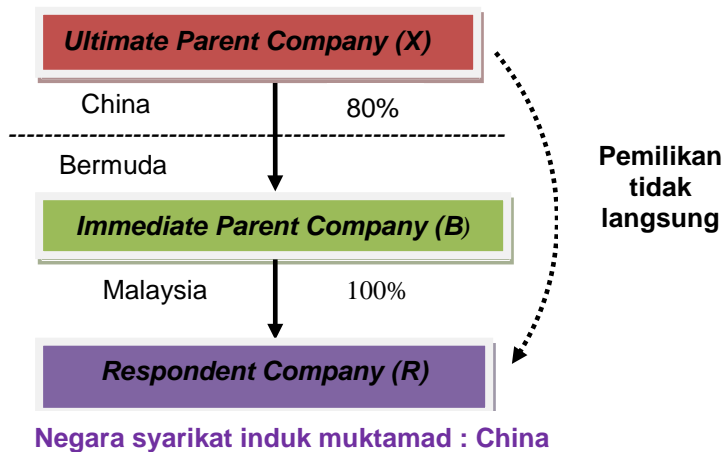 Ultimate Parent Company (X)
China 80%
Bermuda
Pemilikan
tidak
langsung
Immediate Parent Company (B)
Malaysia 100%
Respondent Company (R)
Negara syarikat induk muktamad : China